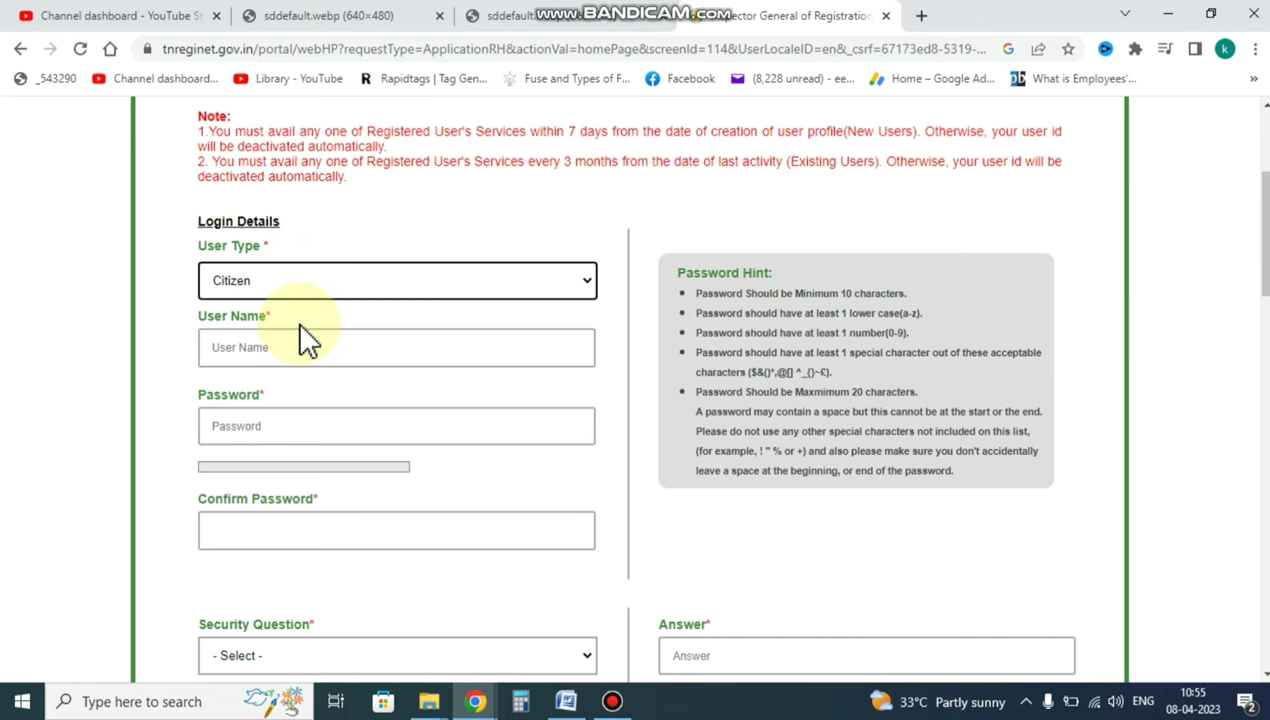 Channel dashboard - YouTube St
sddefault.webp (640×480)
sddefault.
www.BANDICAM.com
pector General of Registration
tnreginet.gov.in/portal/webHP?requestType=ApplicationRH&actionVal=homePage&screenId=114&UserLocaleID=en&_csrf=67173ed8-5319-...
k
_543290
Channel dashboard...
Library - YouTube
Rapidtags | Tag Gen...
Fuse and Types of F...
Facebook
(8,228 unread) - ee...
Home – Google Ad...
What is Employees'...
Note:
1.You must avail any one of Registered User's Services within 7 days from the date of creation of user profile(New Users). Otherwise, your user id
will be deactivated automatically.
2. You must avail any one of Registered User's Services every 3 months from the date of last activity (Existing Users). Otherwise, your user id will be
deactivated automatically.
Login Details
User Type *
Citizen
User Name*
User Name
Password*
Password
Confirm Password*
Password Hint:
Password Should be Minimum 10 characters.
Password should have at least 1 lower case(a-z).
Password should have at least 1 number(0-9).
Password should have at least 1 special character out of these acceptable
characters ($&()*,@[] ^_{}~£).
Password Should be Maxmimum 20 characters.
A password may contain a space but this cannot be at the start or the end.
Please do not use any other special characters not included on this list,
(for example, ! " % or +) and also please make sure you don't accidentally
leave a space at the beginning, or end of the password.
Security Question*
- Select -
Answer*
Answer
Type here to search
33°C Partly sunny
ENG
10:55
08-04-2023
2